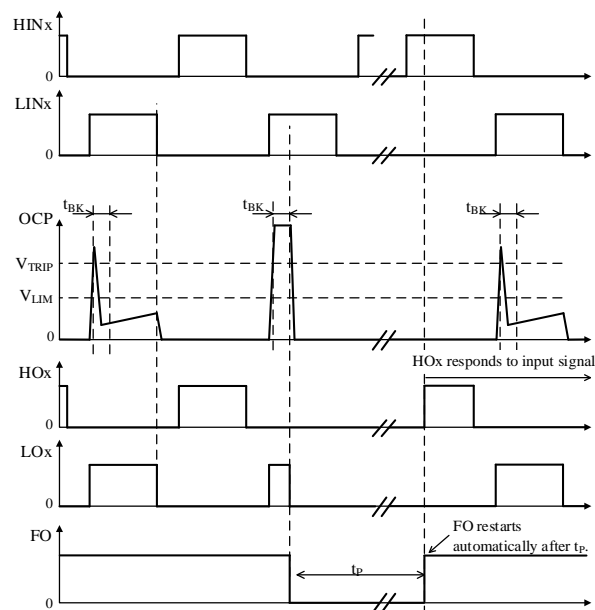 HINx
0
LINx
0
tBK
tBK
tBK
OCP
VTRIP
VLIM
0
HOx responds to input signal
HOx
0
LOx
0
FO
FO restarts
automatically after tP.
tP
0